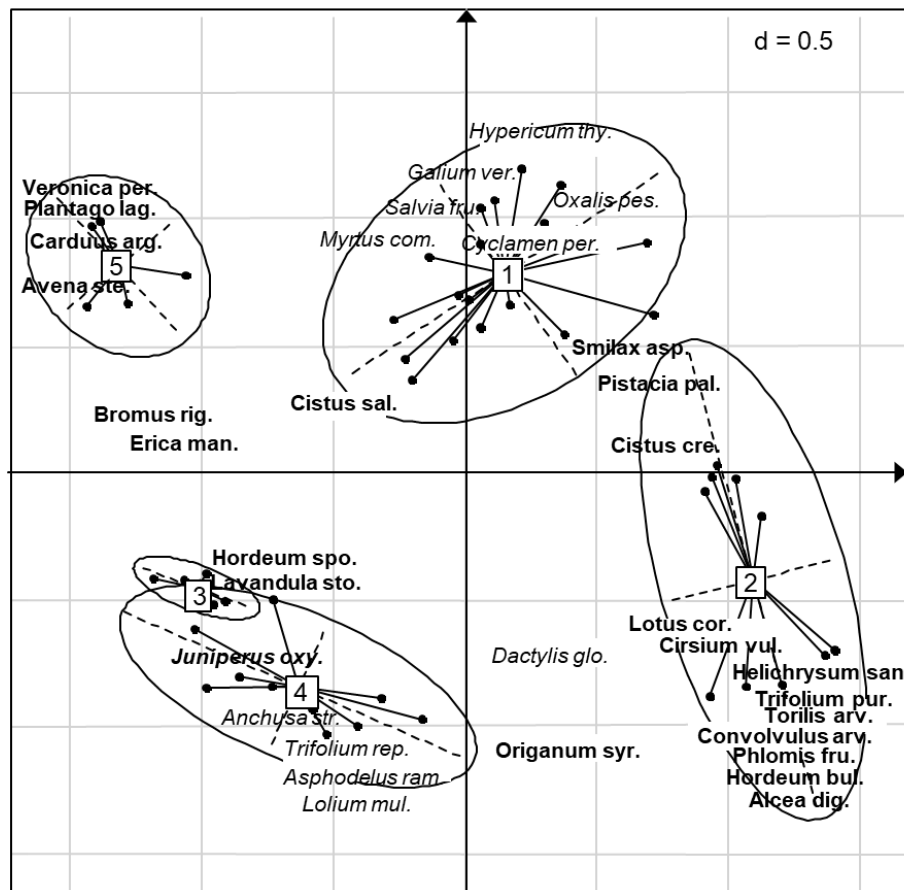 d = 0.5
Hypericum thy.
Galium ver.
Oxalis pes.
Salvia fru.
Myrtus com.
Cyclamen per.
1
Veronica per.
Plantago lag.
Carduus arg.
5
Avena ste.
Smilax asp.
Pistacia pal.
Cistus sal.
Bromus rig.
Erica man.
Cistus cre.
Hordeum spo.
Lavandula sto.
3
2
Lotus cor.
Cirsium vul.
Juniperus oxy.
Dactylis glo.
Helichrysum san
4
Trifolium pur.
Anchusa str.
Torilis arv.
Convolvulus arv.
Trifolium rep.
Origanum syr.
Phlomis fru.
Asphodelus ram.
Hordeum bul.
Lolium mul.
Alcea dig.